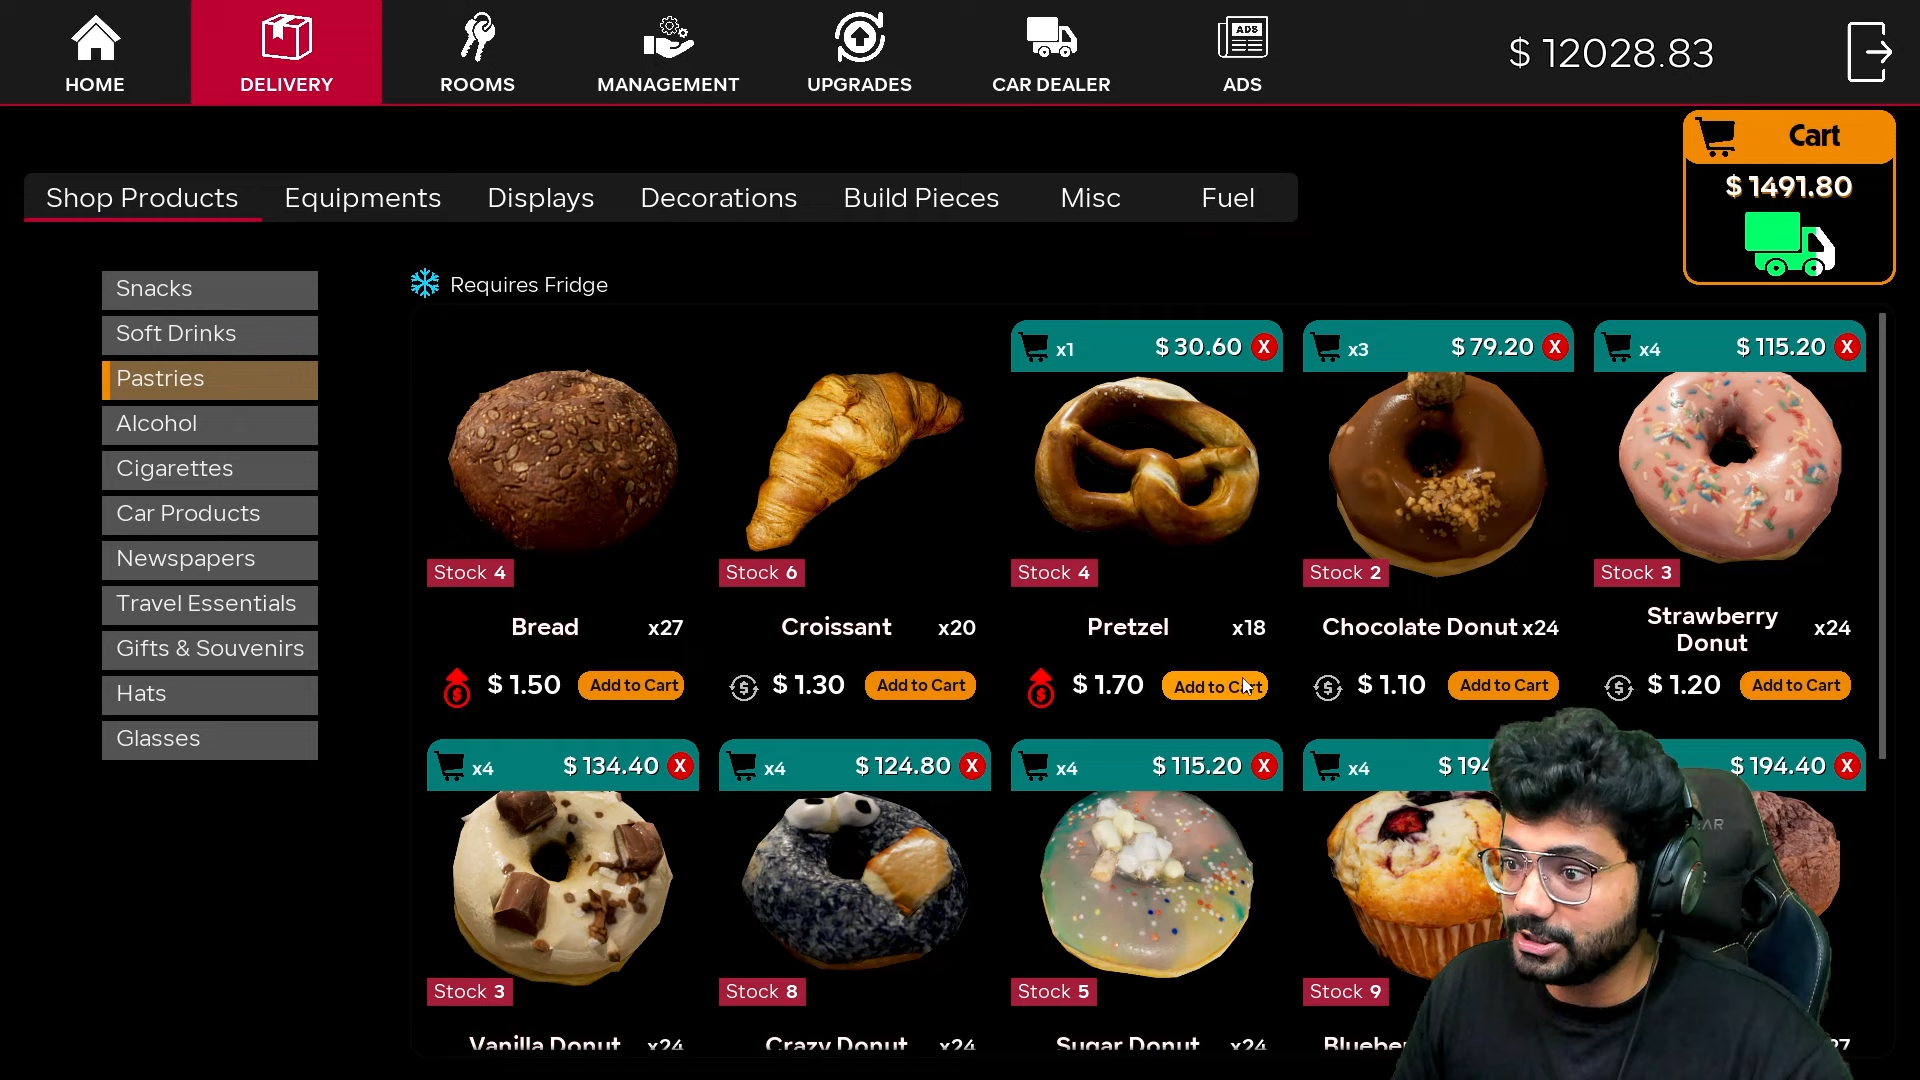 HOME
DELIVERY
ROOMS
MANAGEMENT
UPGRADES
CAR DEALER
ADS
ADS
$ 12028.83
Cart
$ 1491.80
Shop Products
Equipments
Displays
Decorations
Build Pieces
Misc
Fuel
Snacks
Soft Drinks
Pastries
Alcohol
Cigarettes
Car Products
Newspapers
Travel Essentials
Gifts & Souvenirs
Hats
Glasses
Requires Fridge
x1 $ 30.60 X
x3 $ 79.20 X
x4 $ 115.20 X
Stock 4
Stock 6
Stock 4
Stock 2
Stock 3
Bread x27
Croissant x20
Pretzel x18
Chocolate Donut x24
Strawberry
Donut x24
$ 1.50 Add to Cart
$ 1.30 Add to Cart
$ 1.70 Add to Cart
$ 1.10 Add to Cart
$ 1.20 Add to Cart
x4 $ 134.40 X
x4 $ 124.80 X
x4 $ 115.20 X
x4
$ 194.40 X
Stock 3
Stock 8
Stock 5
Stock 9
Vanilla Donut x24
Crazy Donut x24
Sugar Donut x24